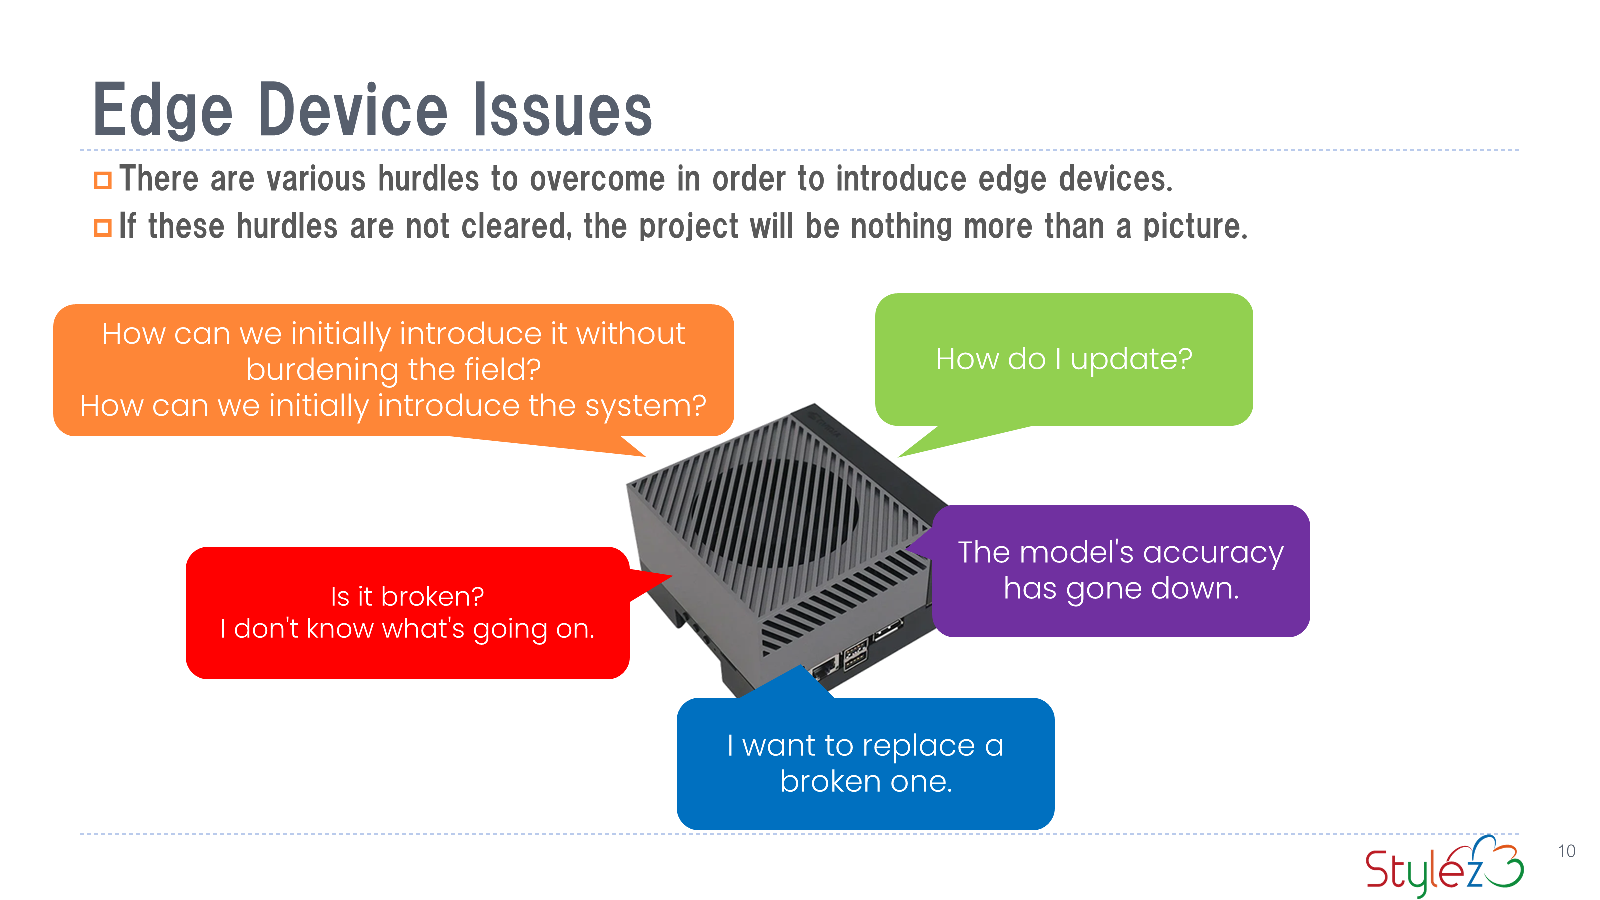 Edge Device Issues
There are various hurdles to overcome in order to introduce edge devices.
If these hurdles are not cleared, the project will be nothing more than a picture.
How can we initially introduce it without
burdening the field?
How can we initially introduce the system?
How do I update?
The model's accuracy
has gone down.
Is it broken?
I don't know what's going on.
I want to replace a
broken one.
Stylez
10